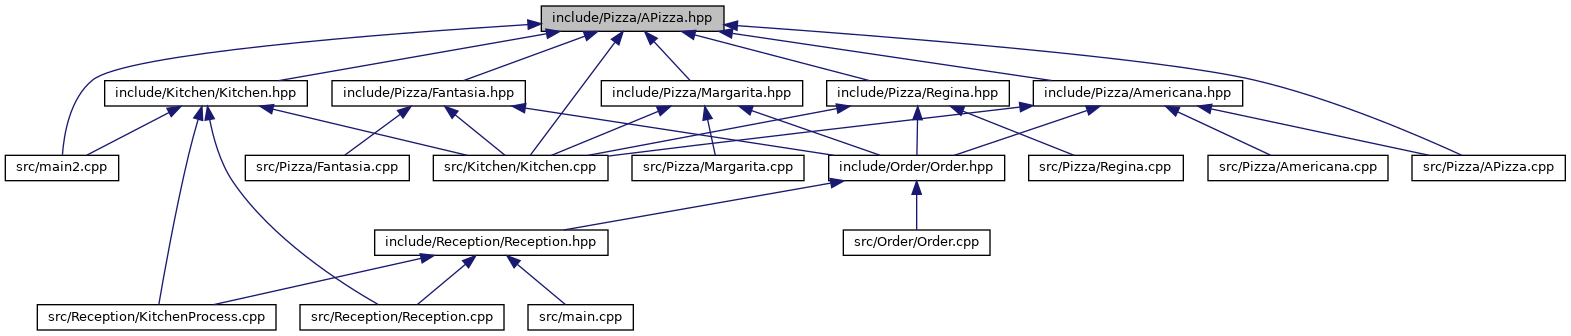 include/Pizza/APizza.hpp
include/Kitchen/Kitchen.hpp
include/Pizza/Fantasia.hpp
include/Pizza/Margarita.hpp
include/Pizza/Regina.hpp
include/Pizza/Americana.hpp
src/main2.cpp
src/Pizza/Fantasia.cpp
src/Kitchen/Kitchen.cpp
src/Pizza/Margarita.cpp
include/Order/Order.hpp
src/Pizza/Regina.cpp
src/Pizza/Americana.cpp
src/Pizza/APizza.cpp
include/Reception/Reception.hpp
src/Order/Order.cpp
src/Reception/KitchenProcess.cpp
src/Reception/Reception.cpp
src/main.cpp